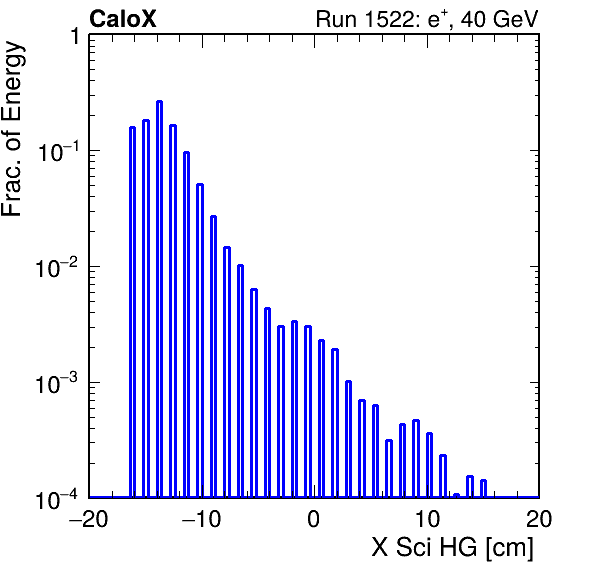 CaloX Run 1522: e⁺, 40 GeV
Frac. of Energy
1
10⁻¹
10⁻²
10⁻³
10⁻⁴
−20 −10 0 10 20
X Sci HG [cm]